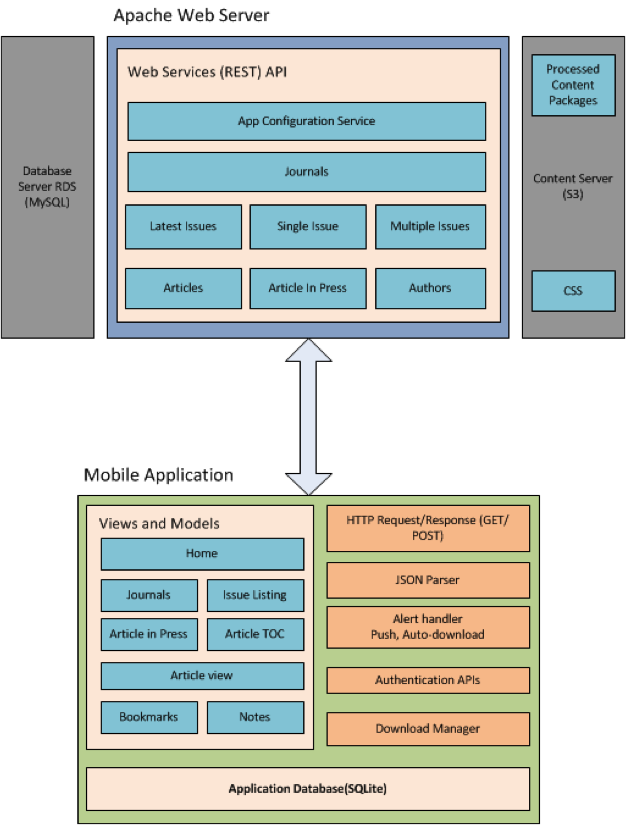 Apache Web Server
Database
Server RDS
(MySQL)
Web Services (REST) API
App Configuration Service
Journals
Latest Issues
Single Issue
Multiple Issues
Articles
Article In Press
Authors
Processed
Content
Packages
Content Server
(S3)
CSS
Mobile Application
Views and Models
Home
Journals
Issue Listing
Article in Press
Article TOC
Article view
Bookmarks
Notes
HTTP Request/Response (GET/
POST)
JSON Parser
Alert handler
Push, Auto-download
Authentication APIs
Download Manager
Application Database(SQLite)